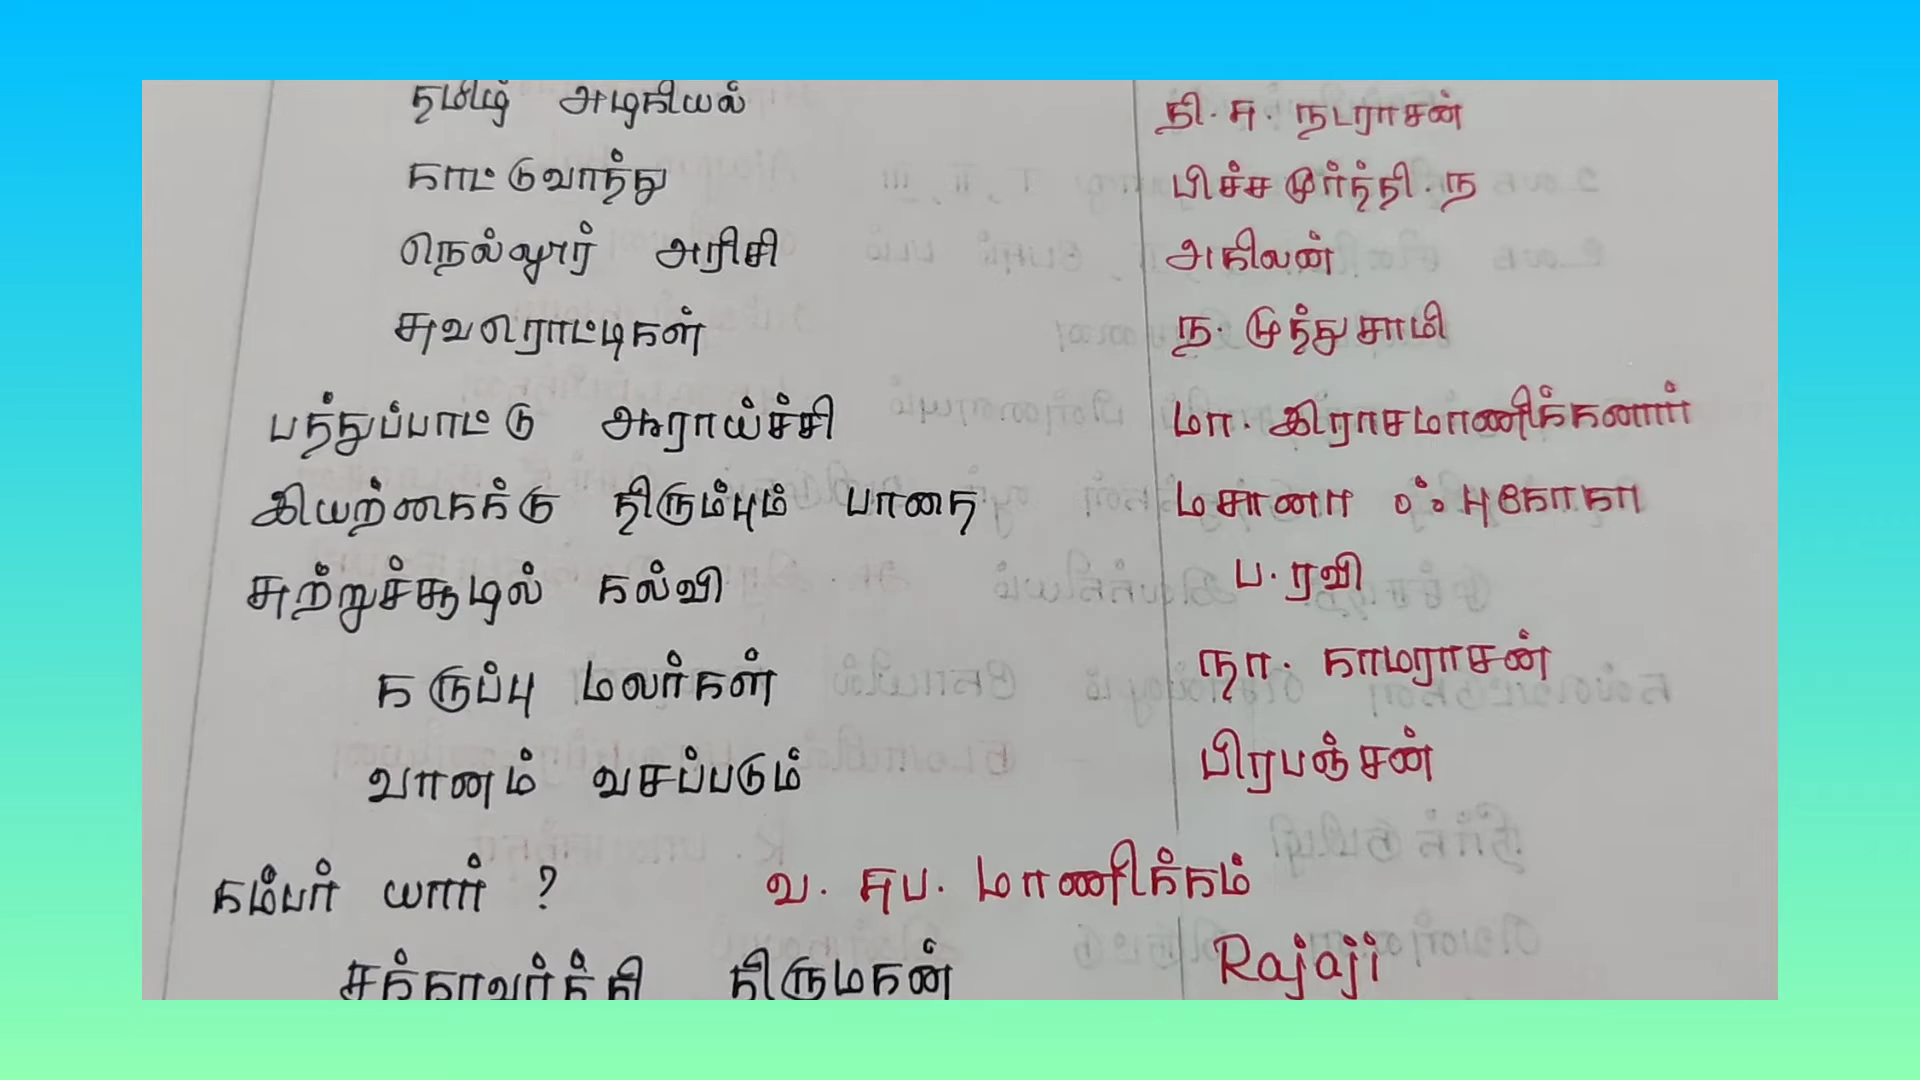 தமிழ் அழகியல் தி.சு. நடராசன்
காட்டுவாத்து பிச்சமூர்த்தி.ந
நெல்லூர் அரிசி அகிலன்
சுவரொட்டிகள் ந. முத்துசாமி
பத்துப்பாட்டு ஆராய்ச்சி மா. இராசமாணிக்கனார்
இயற்கைக்கு திரும்பும் பாதை மசானா ஃபுகோகா
சுற்றுச்சூழல் கல்வி ப. ரவி
கருப்பு மலர்கள் நா. காமராசன்
வானம் வசப்படும் பிரபஞ்சன்
கம்பர் யார் ? வ. சுப. மாணிக்கம்
சக்கரவர்த்தி திருமகன் Rajaji